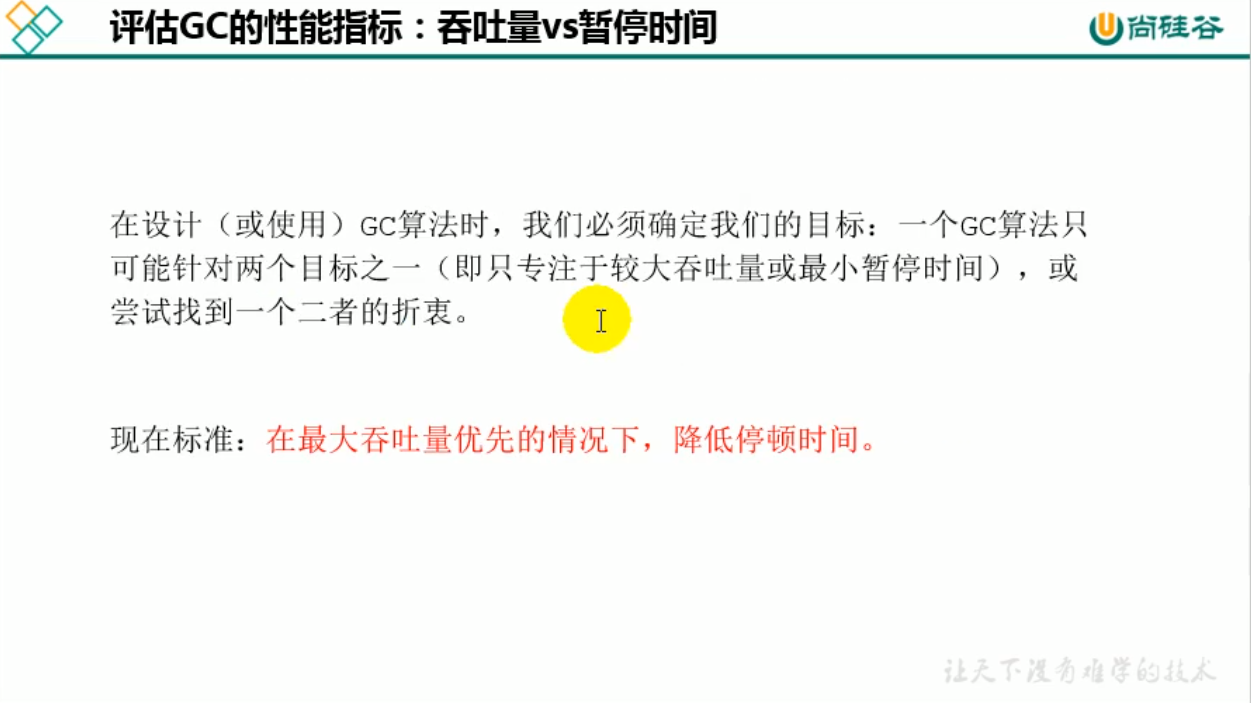 评估GC的性能指标：吞吐量vs暂停时间
尚硅谷
在设计（或使用）GC算法时，我们必须确定我们的目标：一个GC算法只
可能针对两个目标之一（即只专注于较大吞吐量或最小暂停时间），或
尝试找到一个二者的折衷。
现在标准：在最大吞吐量优先的情况下，降低停顿时间。
让天下没有难学的技术